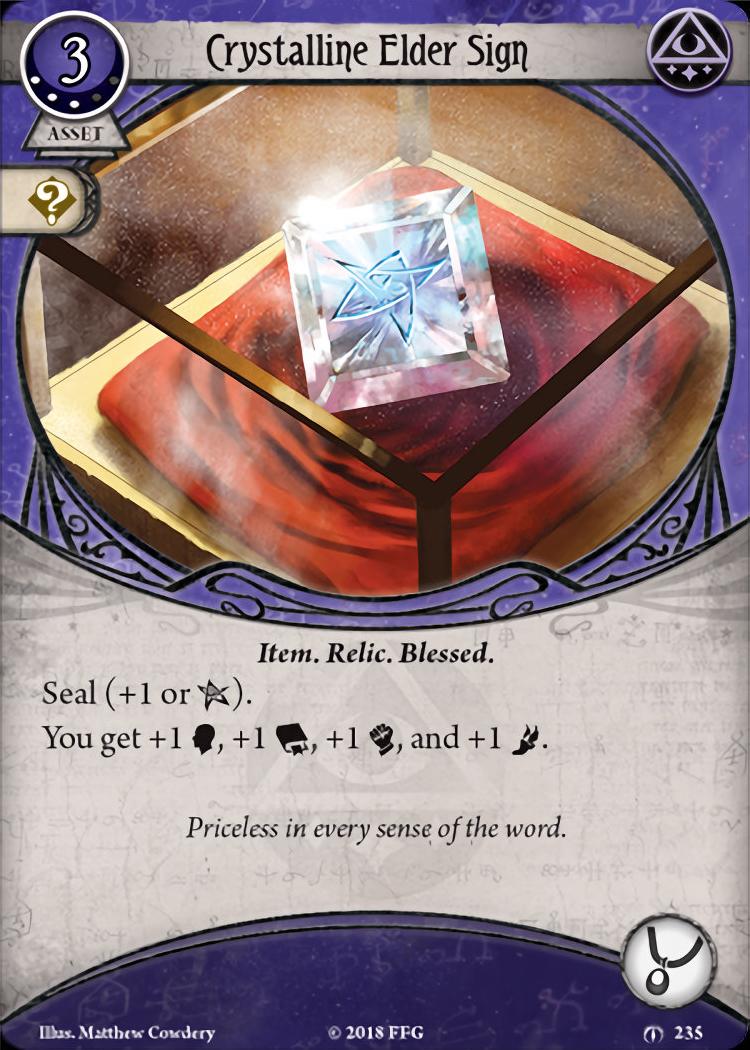 3
Crystalline Elder Sign
ASSET
?
Item. Relic. Blessed.
Seal (+1 or ).
You get +1 , +1 , +1 , and +1 .
Priceless in every sense of the word.
Illus. Matthew Cowdery
© 2018 FFG
235